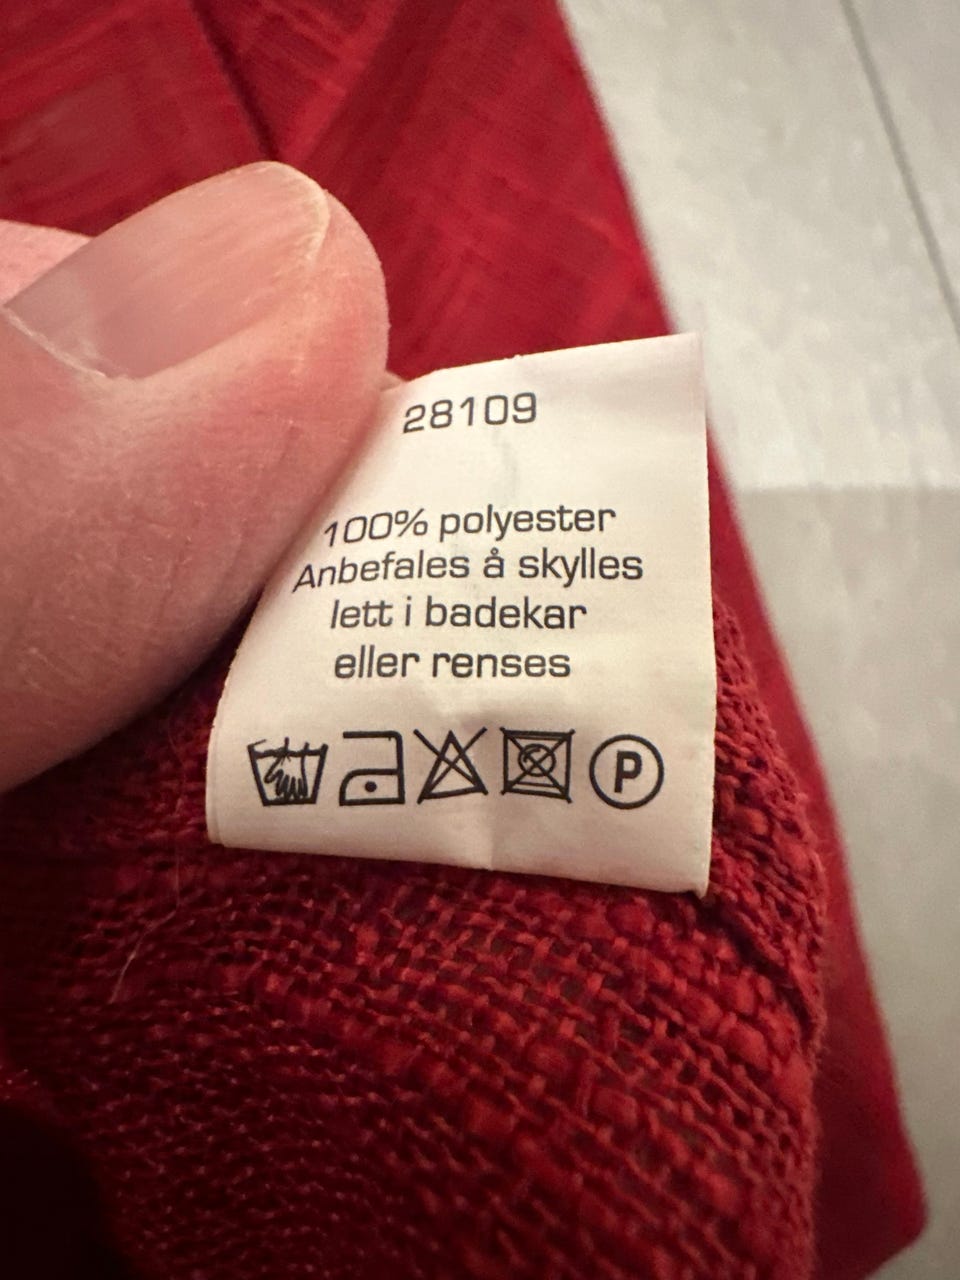 28109
100% polyester
Anbefales å skylles
lett i badekar
eller renses
P